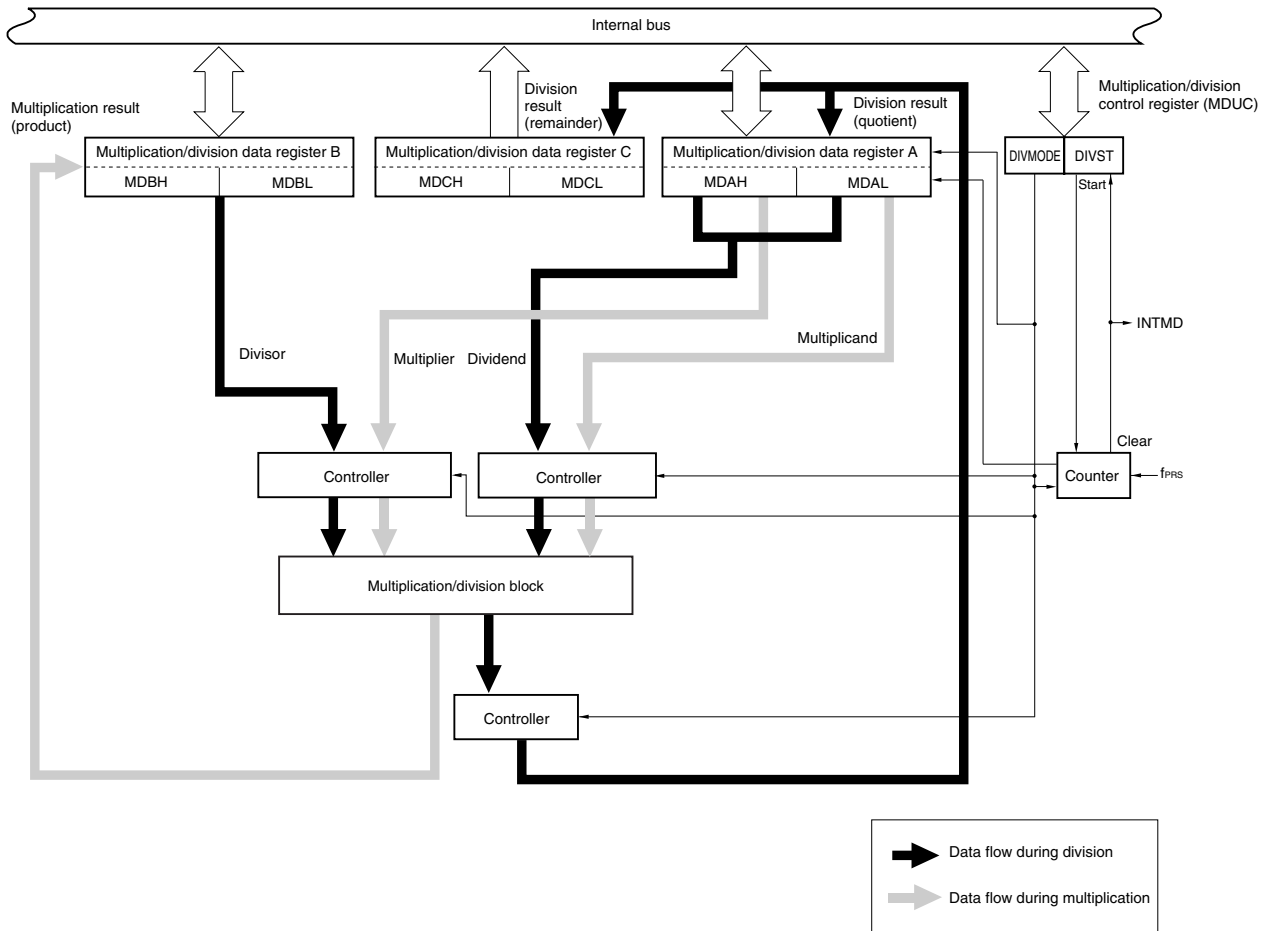 Internal bus
Multiplication result
(product)
Division
result
(remainder)
Division result
(quotient)
Multiplication/division
control register (MDUC)
Multiplication/division data register B
MDBH
MDBL
Multiplication/division data register C
MDCH
MDCL
Multiplication/division data register A
MDAH
MDAL
DIVMODE
DIVST
Start
INTMD
Divisor
Multiplier
Dividend
Multiplicand
Clear
Controller
Controller
Counter
fPRS
Multiplication/division block
Controller
Data flow during division
Data flow during multiplication